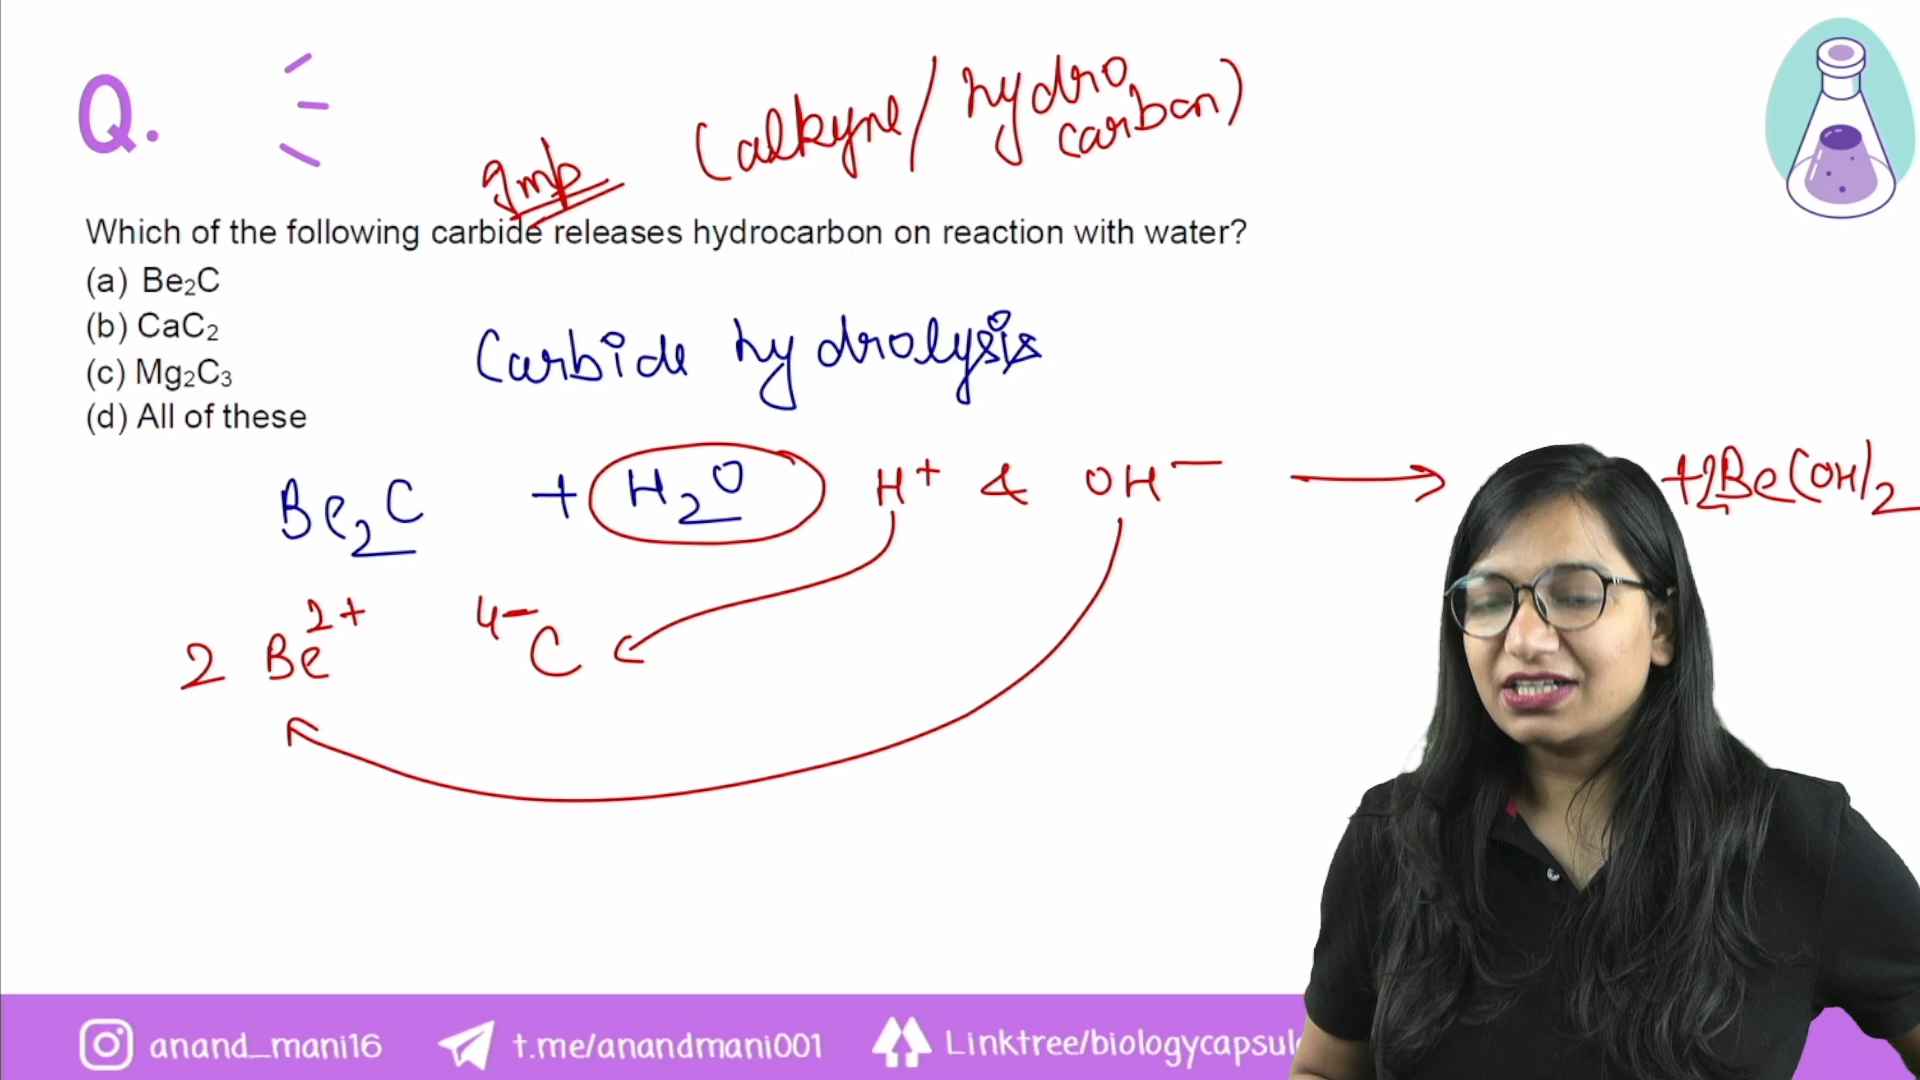 Q.
(alkyne/hydro
carbon)
Imp
Which of the following carbide releases hydrocarbon on reaction with water?
(a) Be₂C
(b) CaC₂
(c) Mg₂C₃
(d) All of these
Carbide hydrolysis
Be₂C + H₂O H⁺ & OH⁻ → +2Be(OH)₂
2 Be²⁺ ⁴⁻C
anand_mani16 t.me/anandmani001 Linktree/biologycapsul